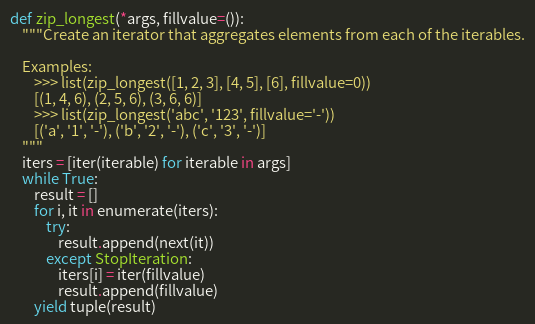 def zip_longest(*args, fillvalue=()):
    """Create an iterator that aggregates elements from each of the iterables.

    Examples:
        >>> list(zip_longest([1, 2, 3], [4, 5], [6], fillvalue=0))
        [(1, 4, 6), (2, 5, 6), (3, 6, 6)]
        >>> list(zip_longest('abc', '123', fillvalue='-'))
        [('a', '1', '-'), ('b', '2', '-'), ('c', '3', '-')]
    """
    iters = [iter(iterable) for iterable in args]
    while True:
        result = []
        for i, it in enumerate(iters):
            try:
                result.append(next(it))
            except StopIteration:
                iters[i] = iter(fillvalue)
                result.append(fillvalue)
        yield tuple(result)